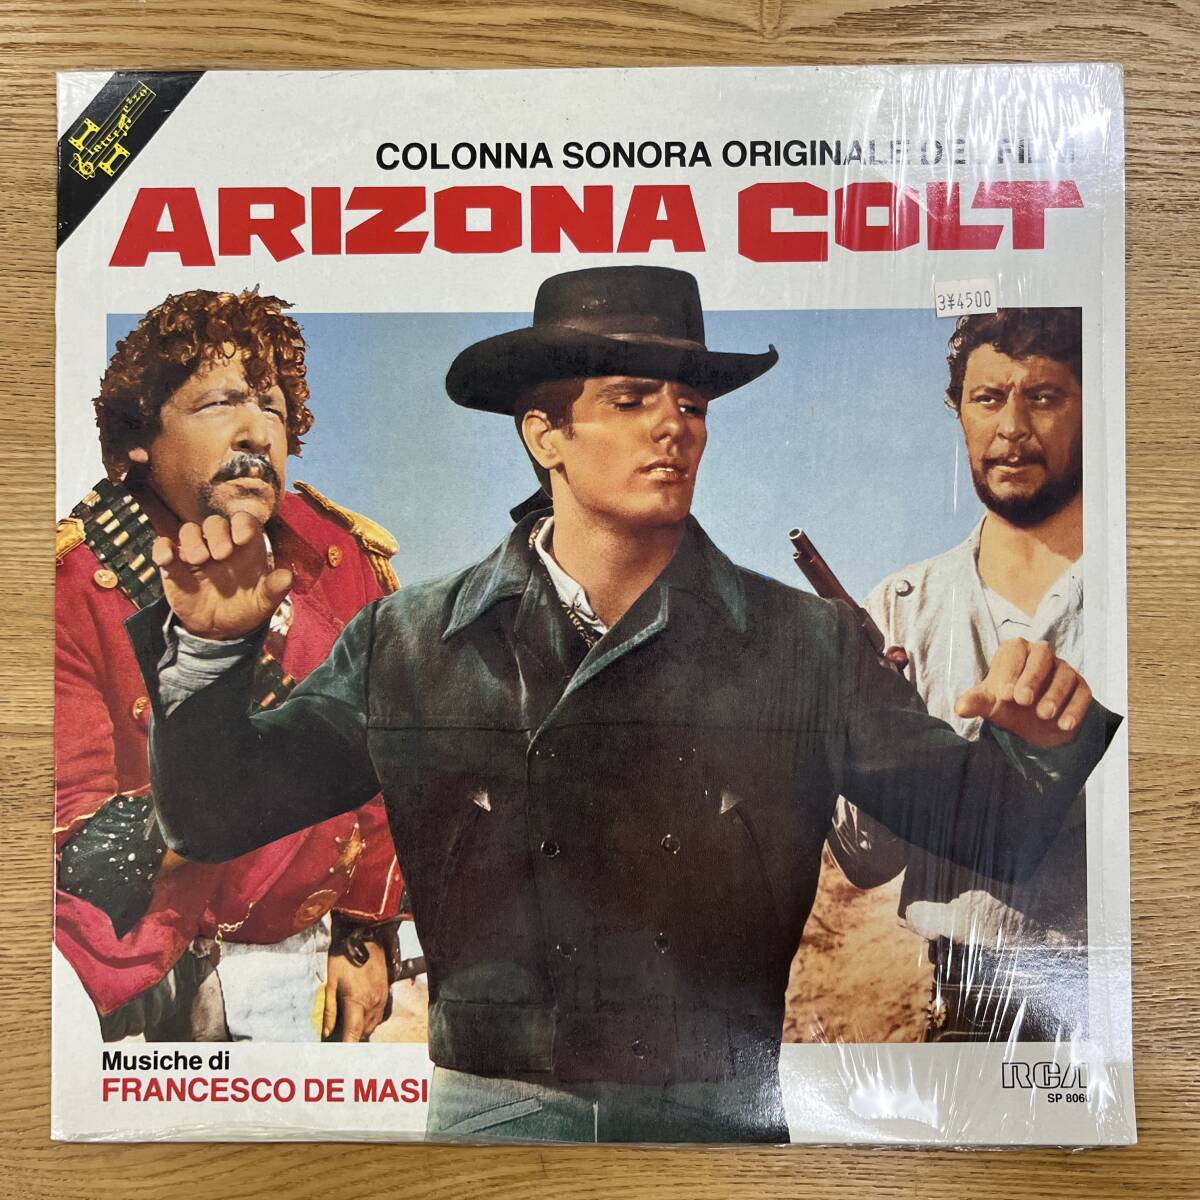 COLONNA SONORA ORIGINALE DEL FILM
ARIZONA COLT
3¥4500
Musiche di
FRANCESCO DE MASI
RCA